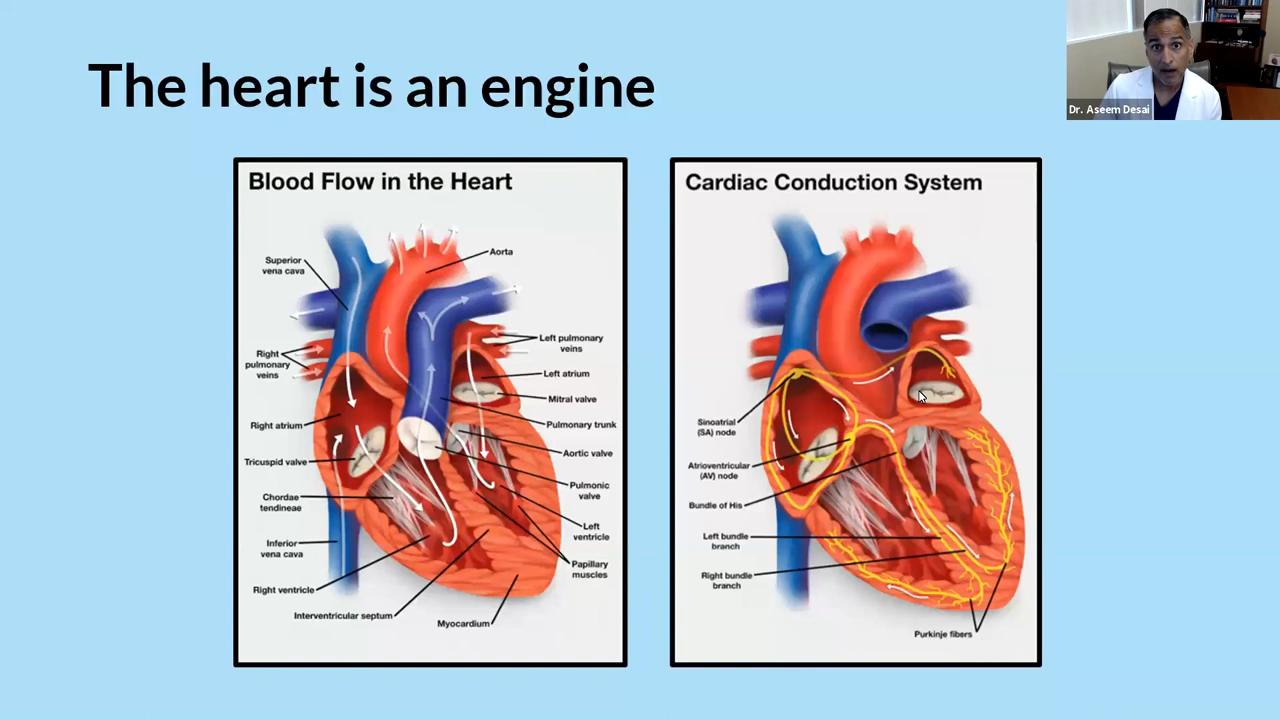 The heart is an engine
Dr. Aseem Desai
Blood Flow in the Heart
Superior
vena cava
Aorta
Right
pulmonary
veins
Left pulmonary
veins
Left atrium
Mitral valve
Pulmonary trunk
Right atrium
Aortic valve
Tricuspid valve
Pulmonic
valve
Chordae
tendineae
Left
ventricle
Inferior
vena cava
Papillary
muscles
Right ventricle
Interventricular septum
Myocardium
Cardiac Conduction System
Sinoatrial
(SA) node
Atrioventricular
(AV) node
Bundle of His
Left bundle
branch
Right bundle
branch
Purkinje fibers